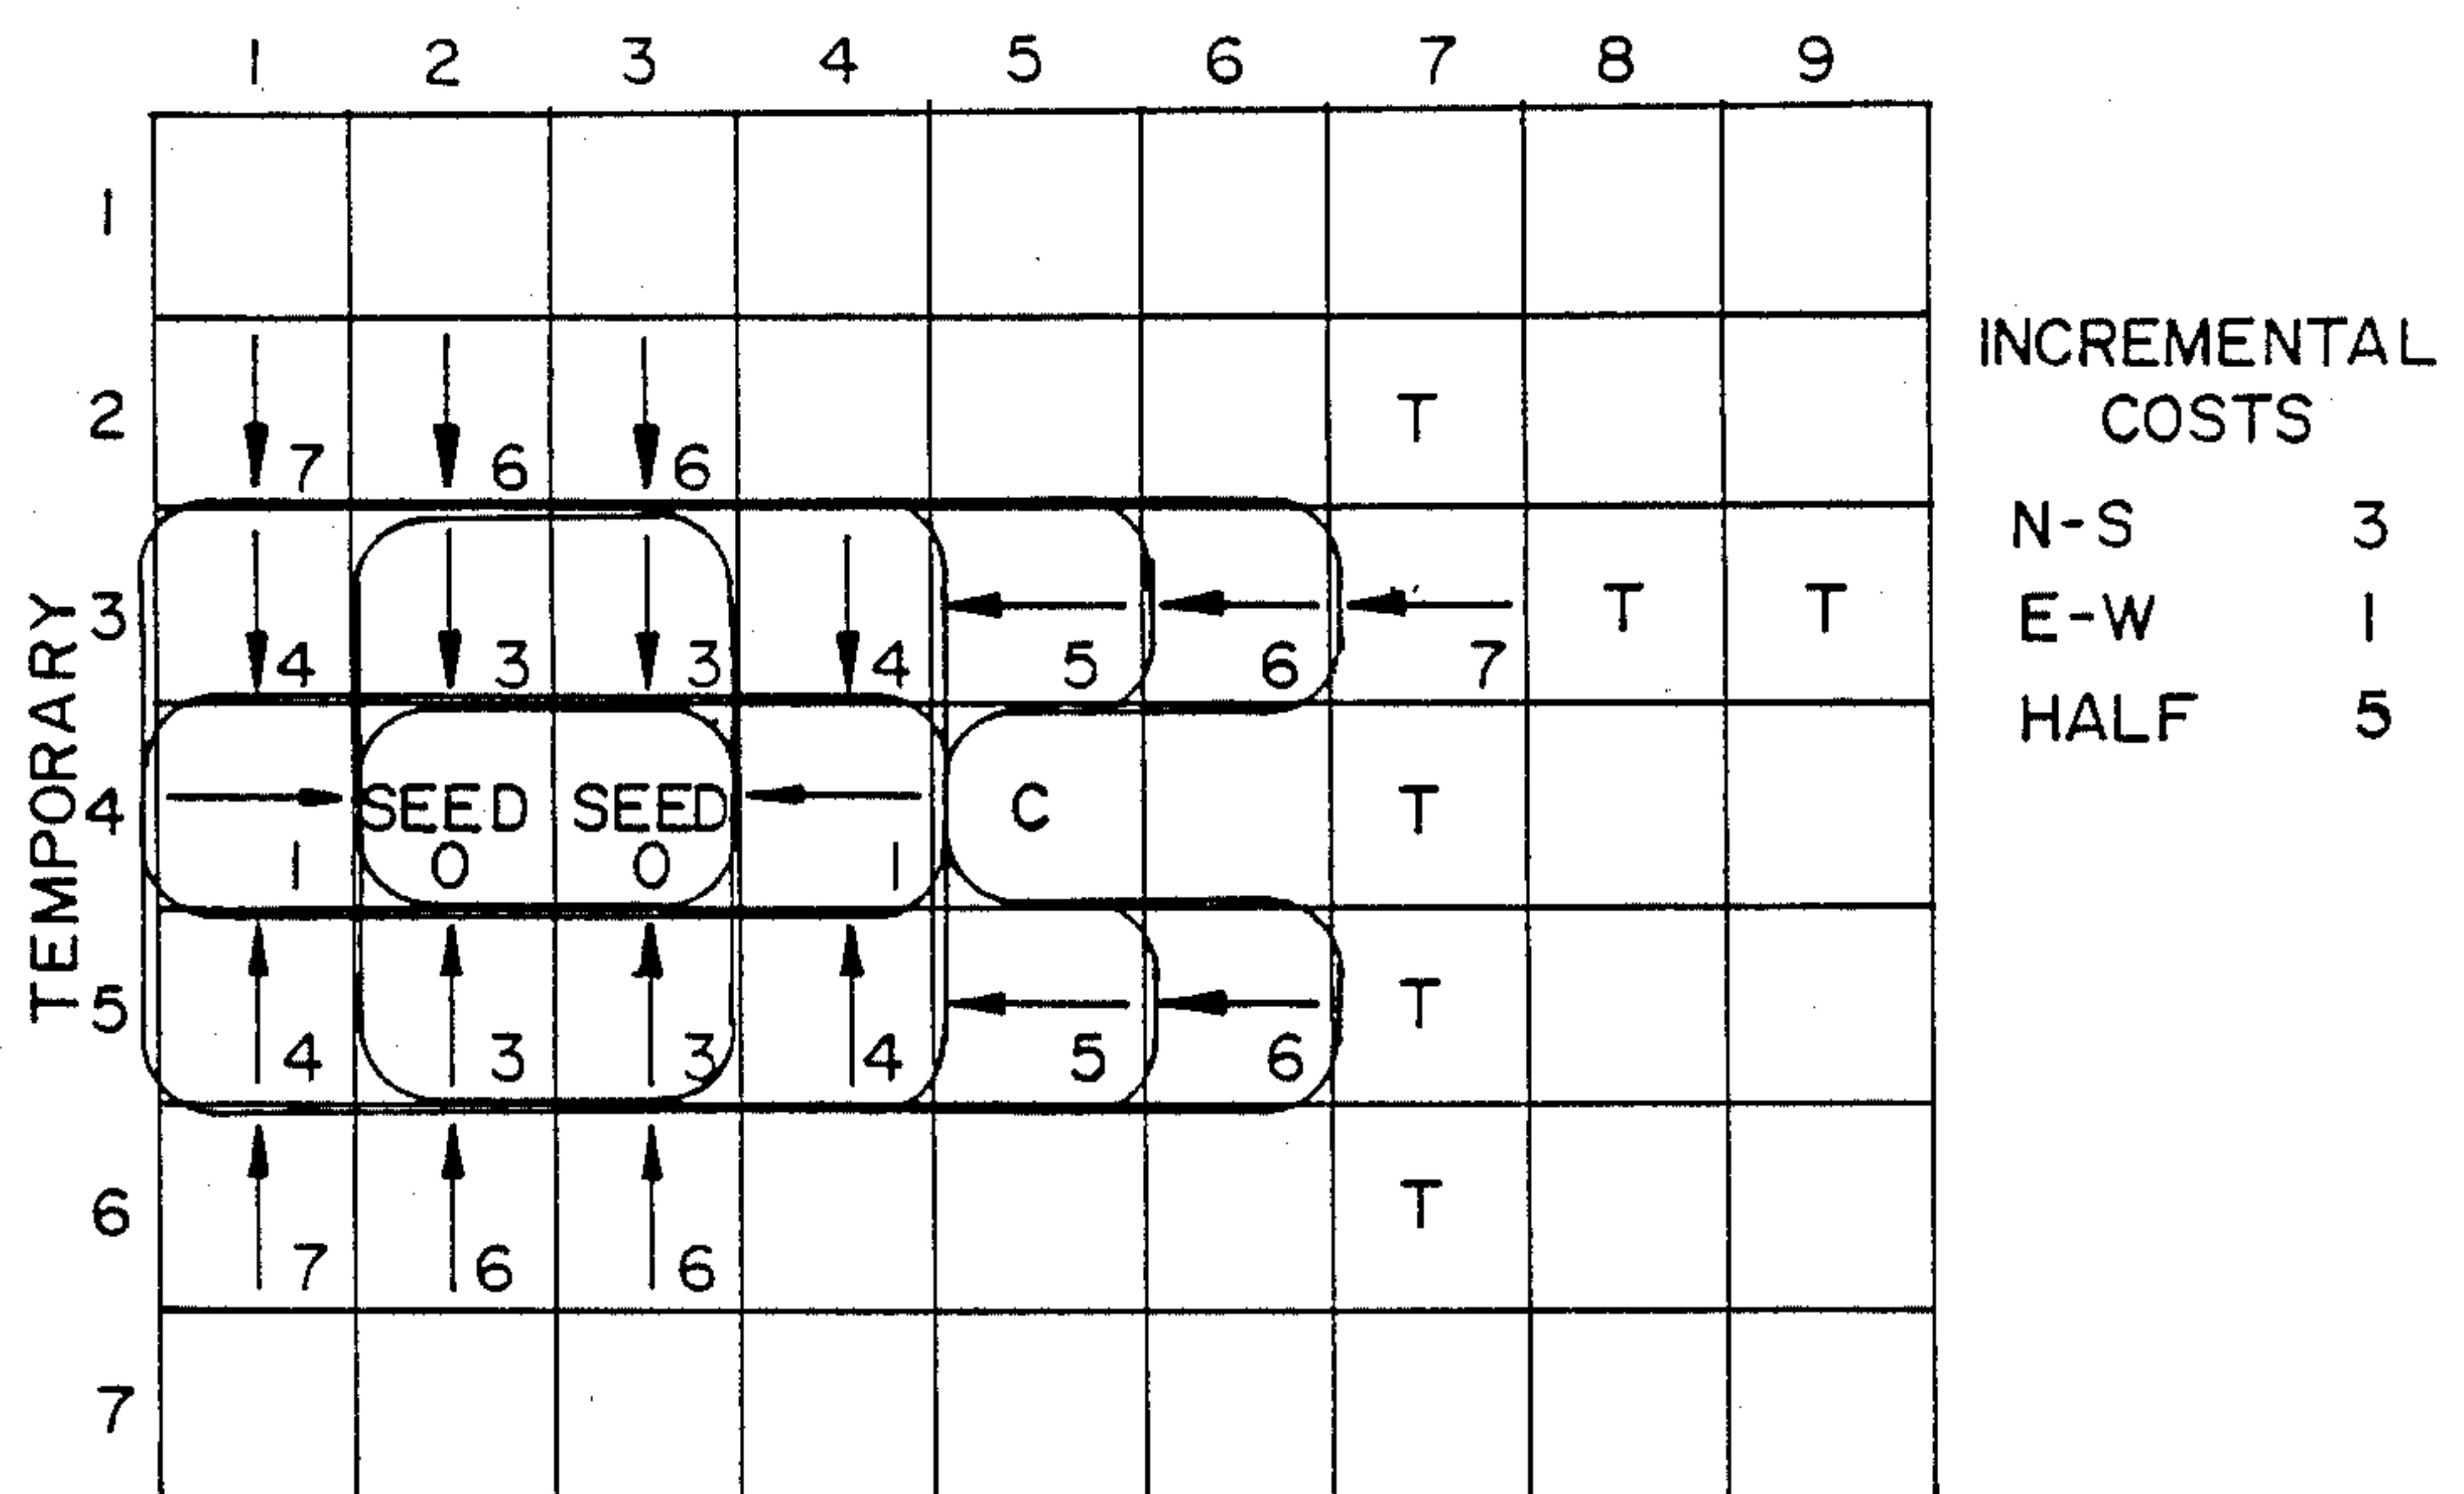 1 2 3 4 5 6 7 8 9
1
2 7 6 6 T
INCREMENTAL
COSTS
N-S 3
E-W 1
HALF 5
TEMPORARY
3 4 3 3 4 5 6 7 T T
4 1 SEED 0 SEED 0 1 C T
5 4 3 3 4 5 6 T
6 7 6 6 T
7